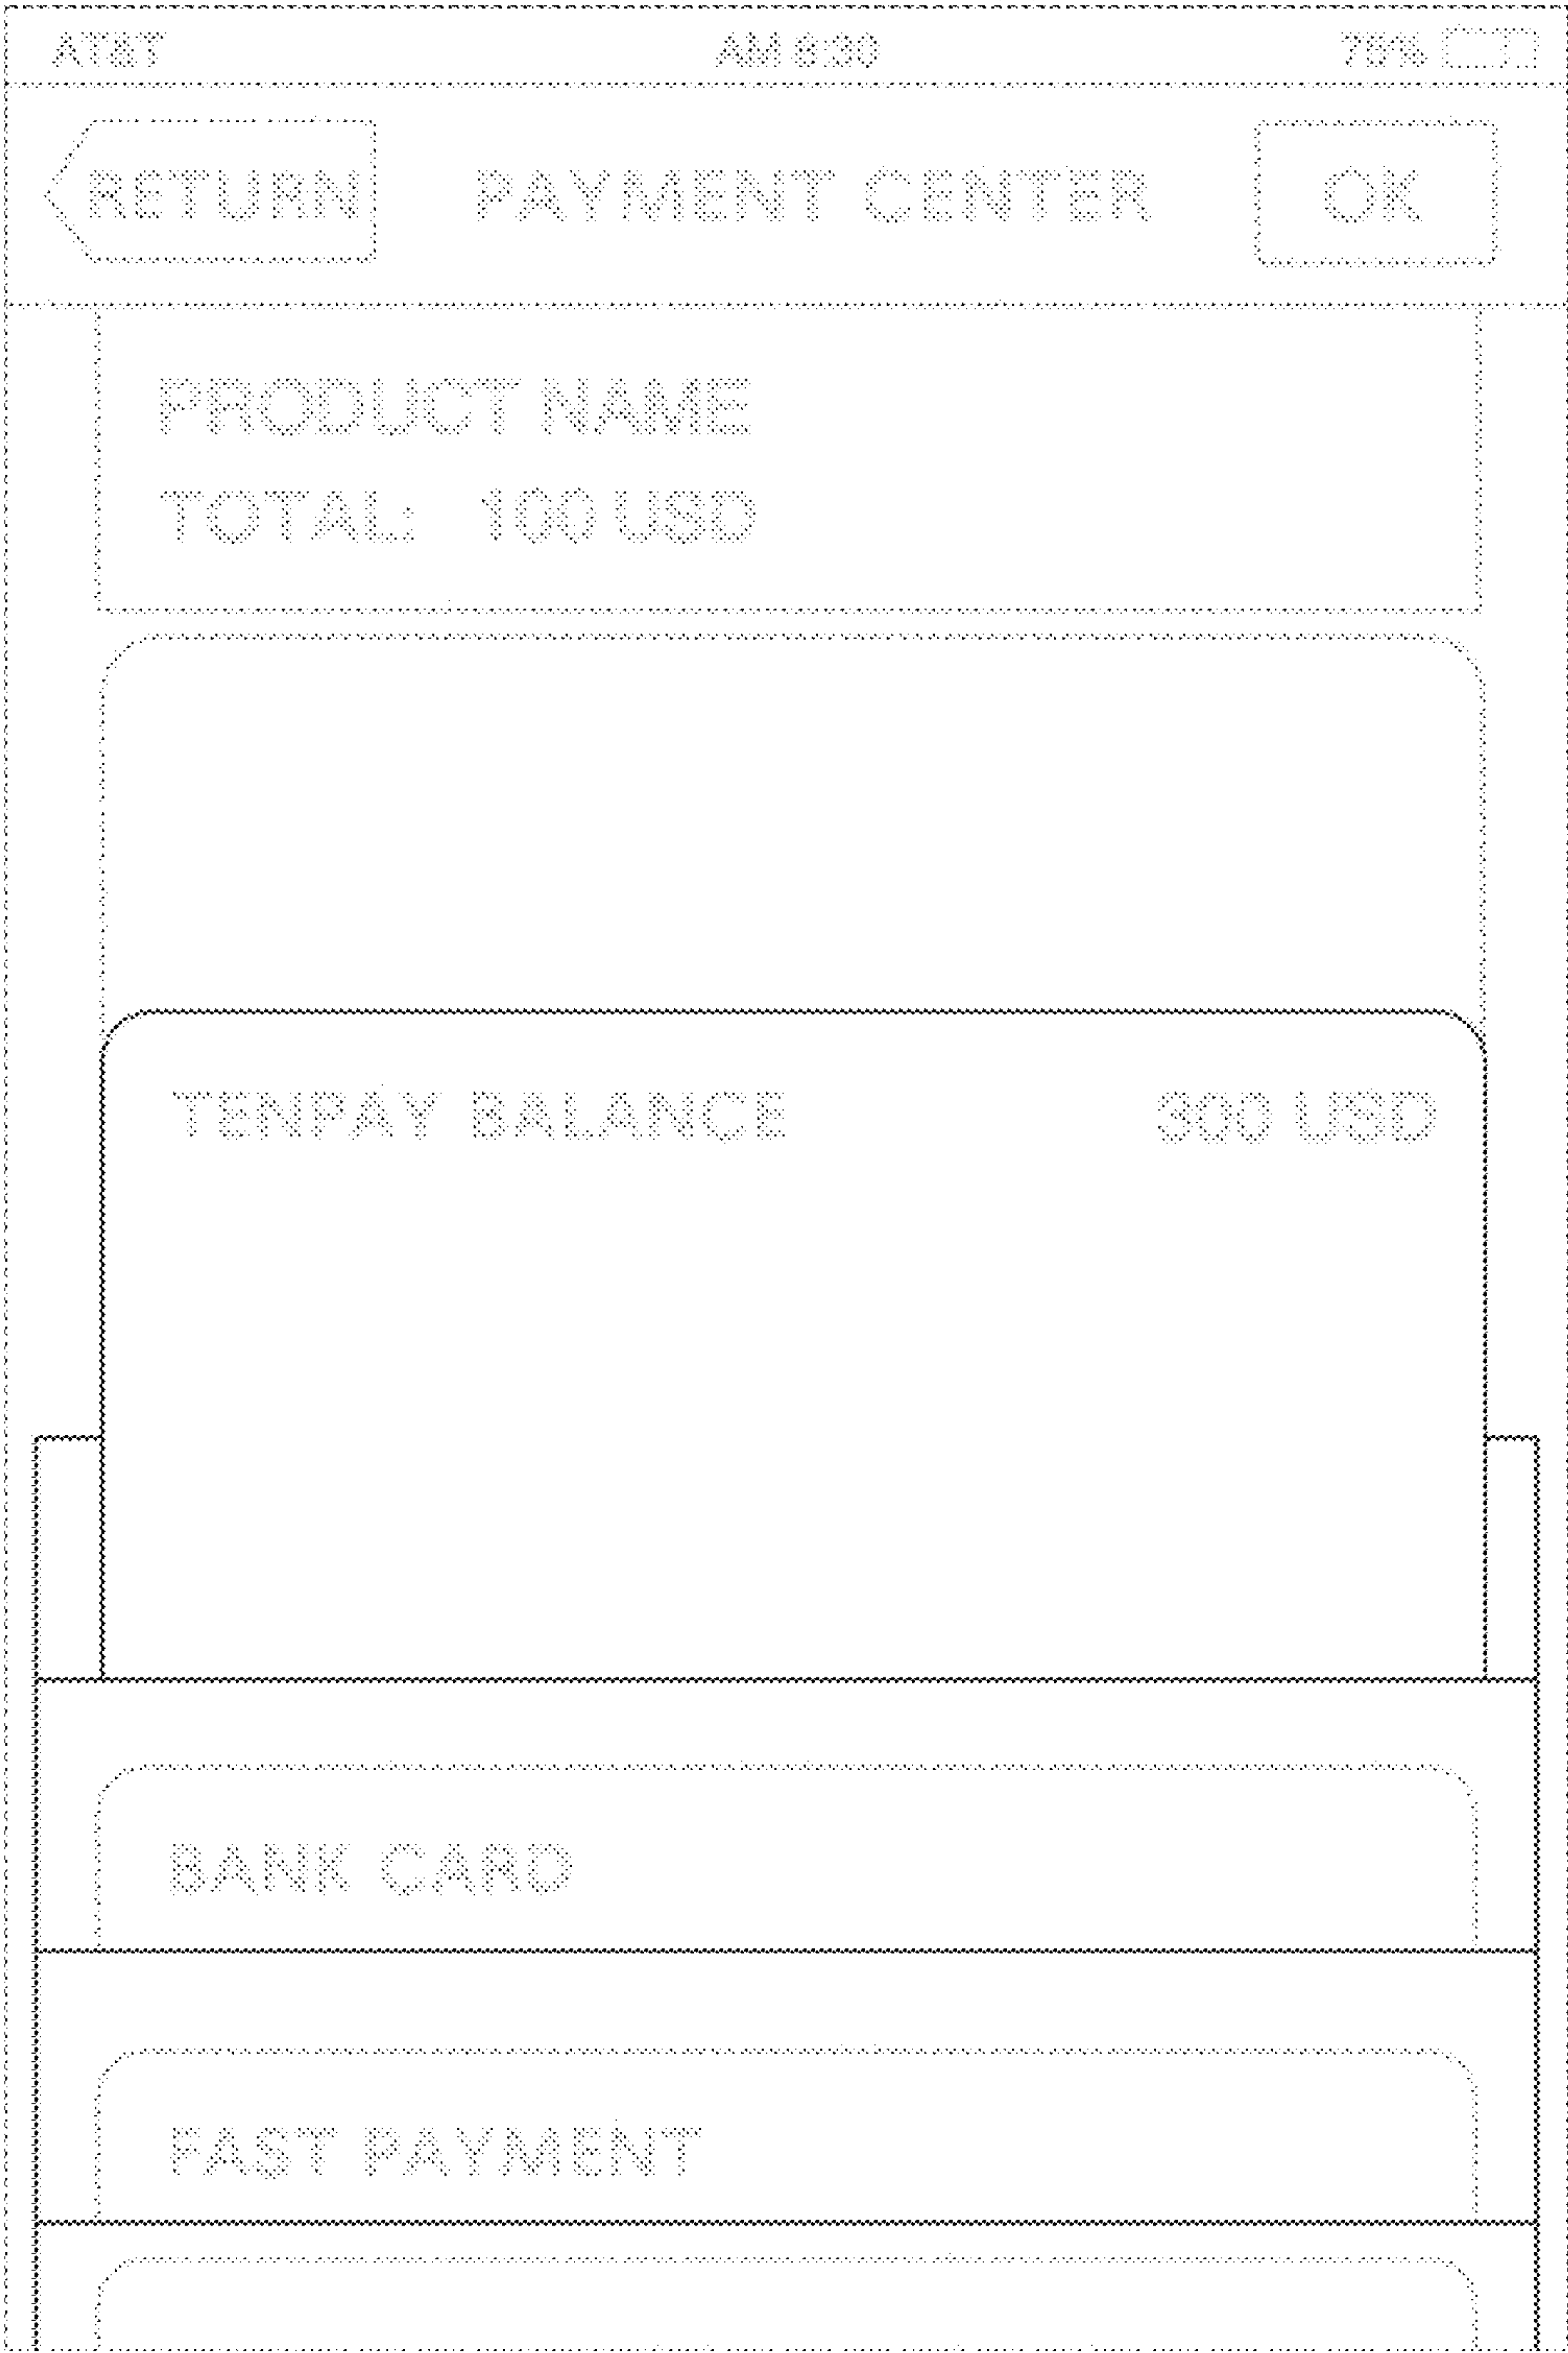 AT&T AM 8:30 78%
RETURN PAYMENT CENTER OK
PRODUCT NAME
TOTAL: 100 USD
TENPAY BALANCE 300 USD
BANK CARD
FAST PAYMENT